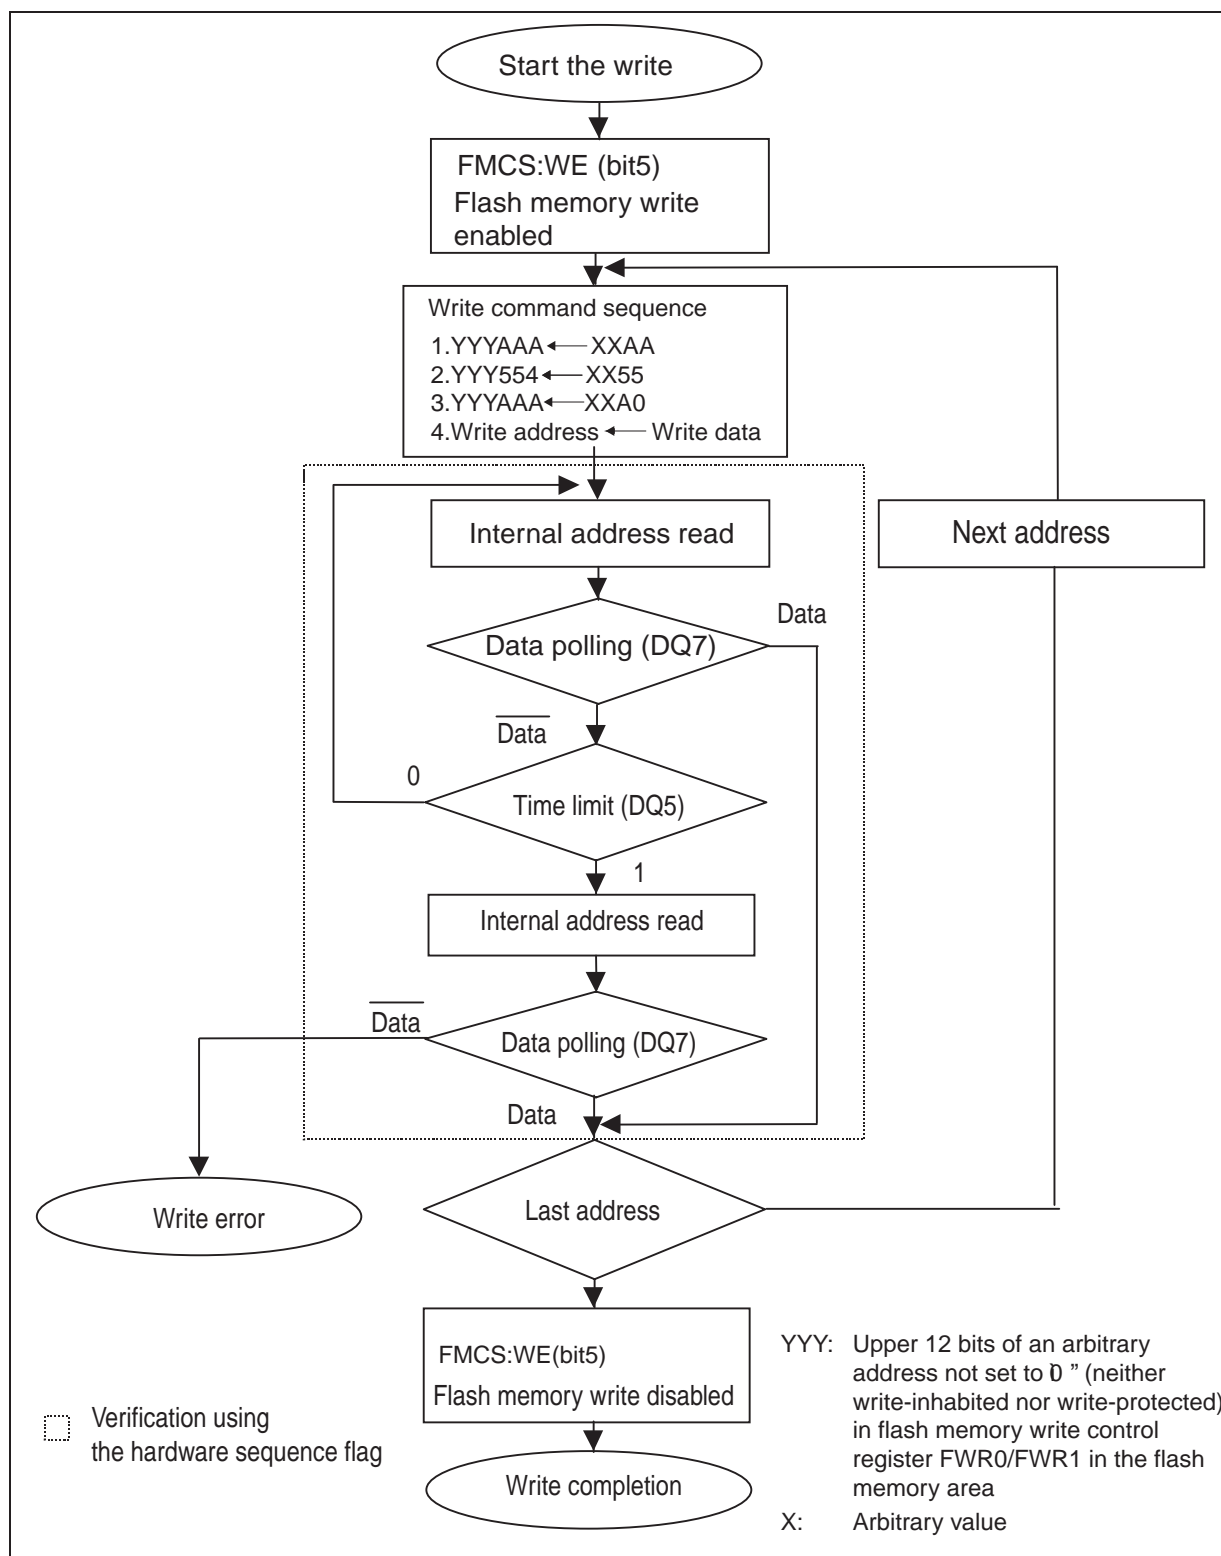 Start the write
FMCS:WE (bit5)
Flash memory write
enabled
Write command sequence
1.YYYAAA ← XXAA
2.YYY554 ← XX55
3.YYYAAA ← XXA0
4.Write address ← Write data
Internal address read
Next address
Data polling (DQ7)
Data
Data
0
Time limit (DQ5)
1
Internal address read
Data
Data polling (DQ7)
Data
Write error
Last address
FMCS:WE(bit5)
Flash memory write disabled
Write completion
Verification using
the hardware sequence flag
YYY: Upper 12 bits of an arbitrary
address not set to 0 ” (neither
write-inhabited nor write-protected)
in flash memory write control
register FWR0/FWR1 in the flash
memory area
X: Arbitrary value